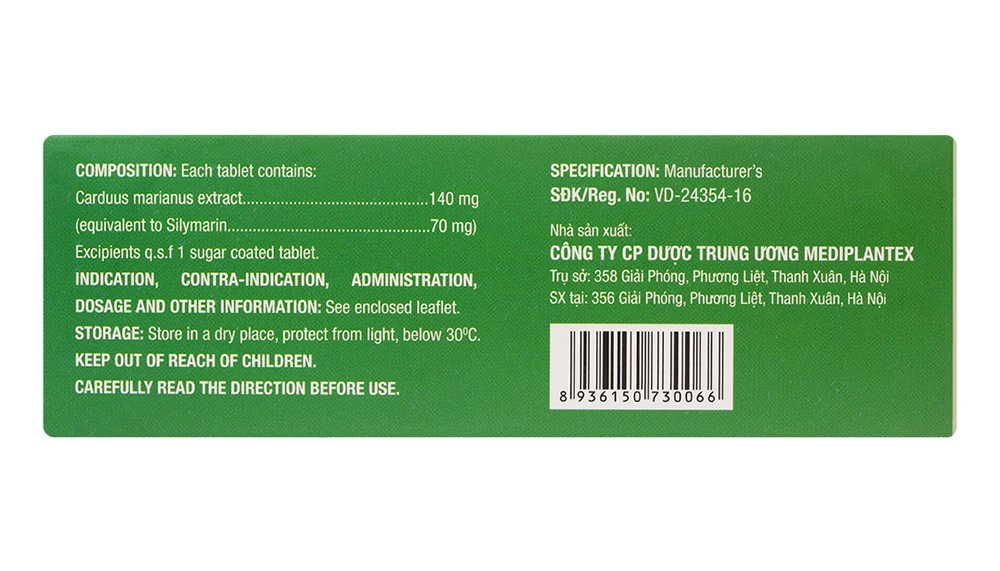 COMPOSITION: Each tablet contains:
Carduus marianus extract............................................140 mg
(equivalent to Silymarin................................................70 mg)
Excipients q.s.f 1 sugar coated tablet.
INDICATION, CONTRA-INDICATION, ADMINISTRATION,
DOSAGE AND OTHER INFORMATION: See enclosed leaflet.
STORAGE: Store in a dry place, protect from light, below 30⁰C.
KEEP OUT OF REACH OF CHILDREN.
CAREFULLY READ THE DIRECTION BEFORE USE.
SPECIFICATION: Manufacturer's
SĐK/Reg. No: VD-24354-16
Nhà sản xuất:
CÔNG TY CP DƯỢC TRUNG ƯƠNG MEDIPLANTEX
Trụ sở: 358 Giải Phóng, Phương Liệt, Thanh Xuân, Hà Nội
SX tại: 356 Giải Phóng, Phương Liệt, Thanh Xuân, Hà Nội
8 936150 730066